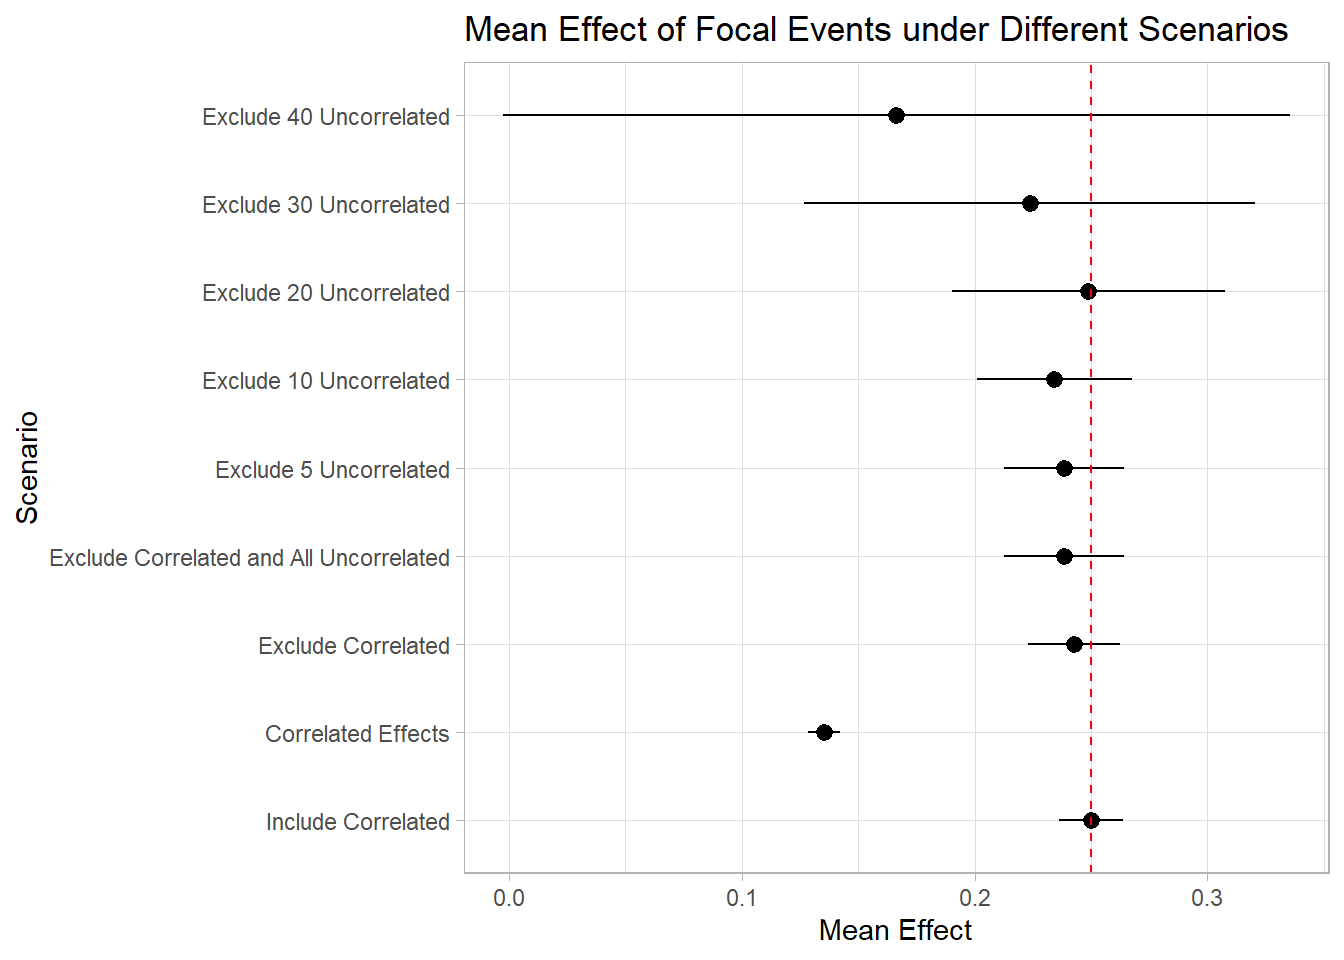 Mean Effect of Focal Events under Different Scenarios
Exclude 40 Uncorrelated
Exclude 30 Uncorrelated
Exclude 20 Uncorrelated
Exclude 10 Uncorrelated
Exclude 5 Uncorrelated
Exclude Correlated and All Uncorrelated
Exclude Correlated
Correlated Effects
Include Correlated
Scenario
0.0 0.1 0.2 0.3
Mean Effect